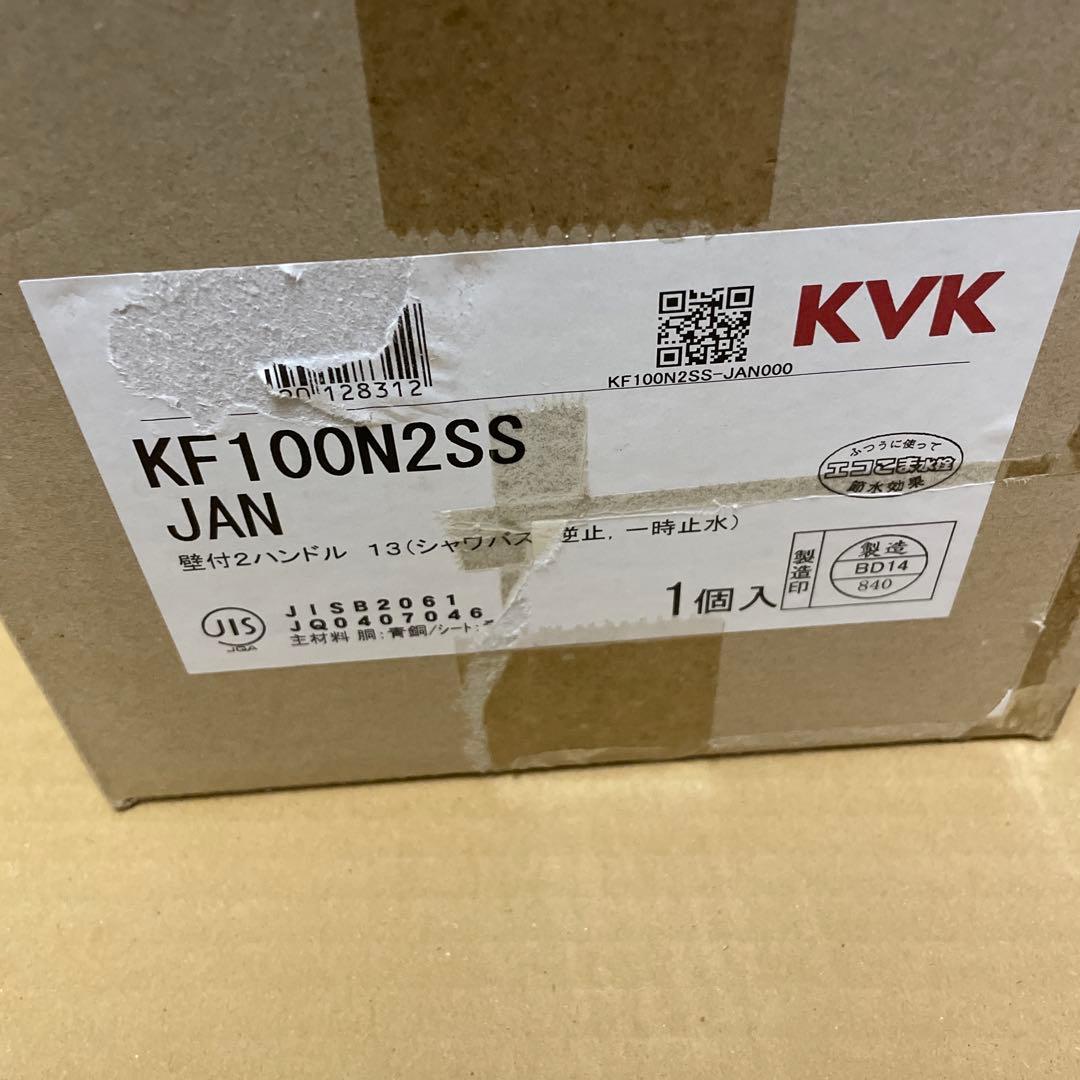 KVK
KF100N2SS-JAN000
20 128312
KF100N2SS
JAN
壁付2ハンドル 13(シャワバス 逆止, 一時止水)
ふつうに使って
エコこま水栓
節水効果
JIS
JQA
JISB2061
JQ0407046
主材料 胴:青銅/シート:
1個入
製造印
製造
BD14
840